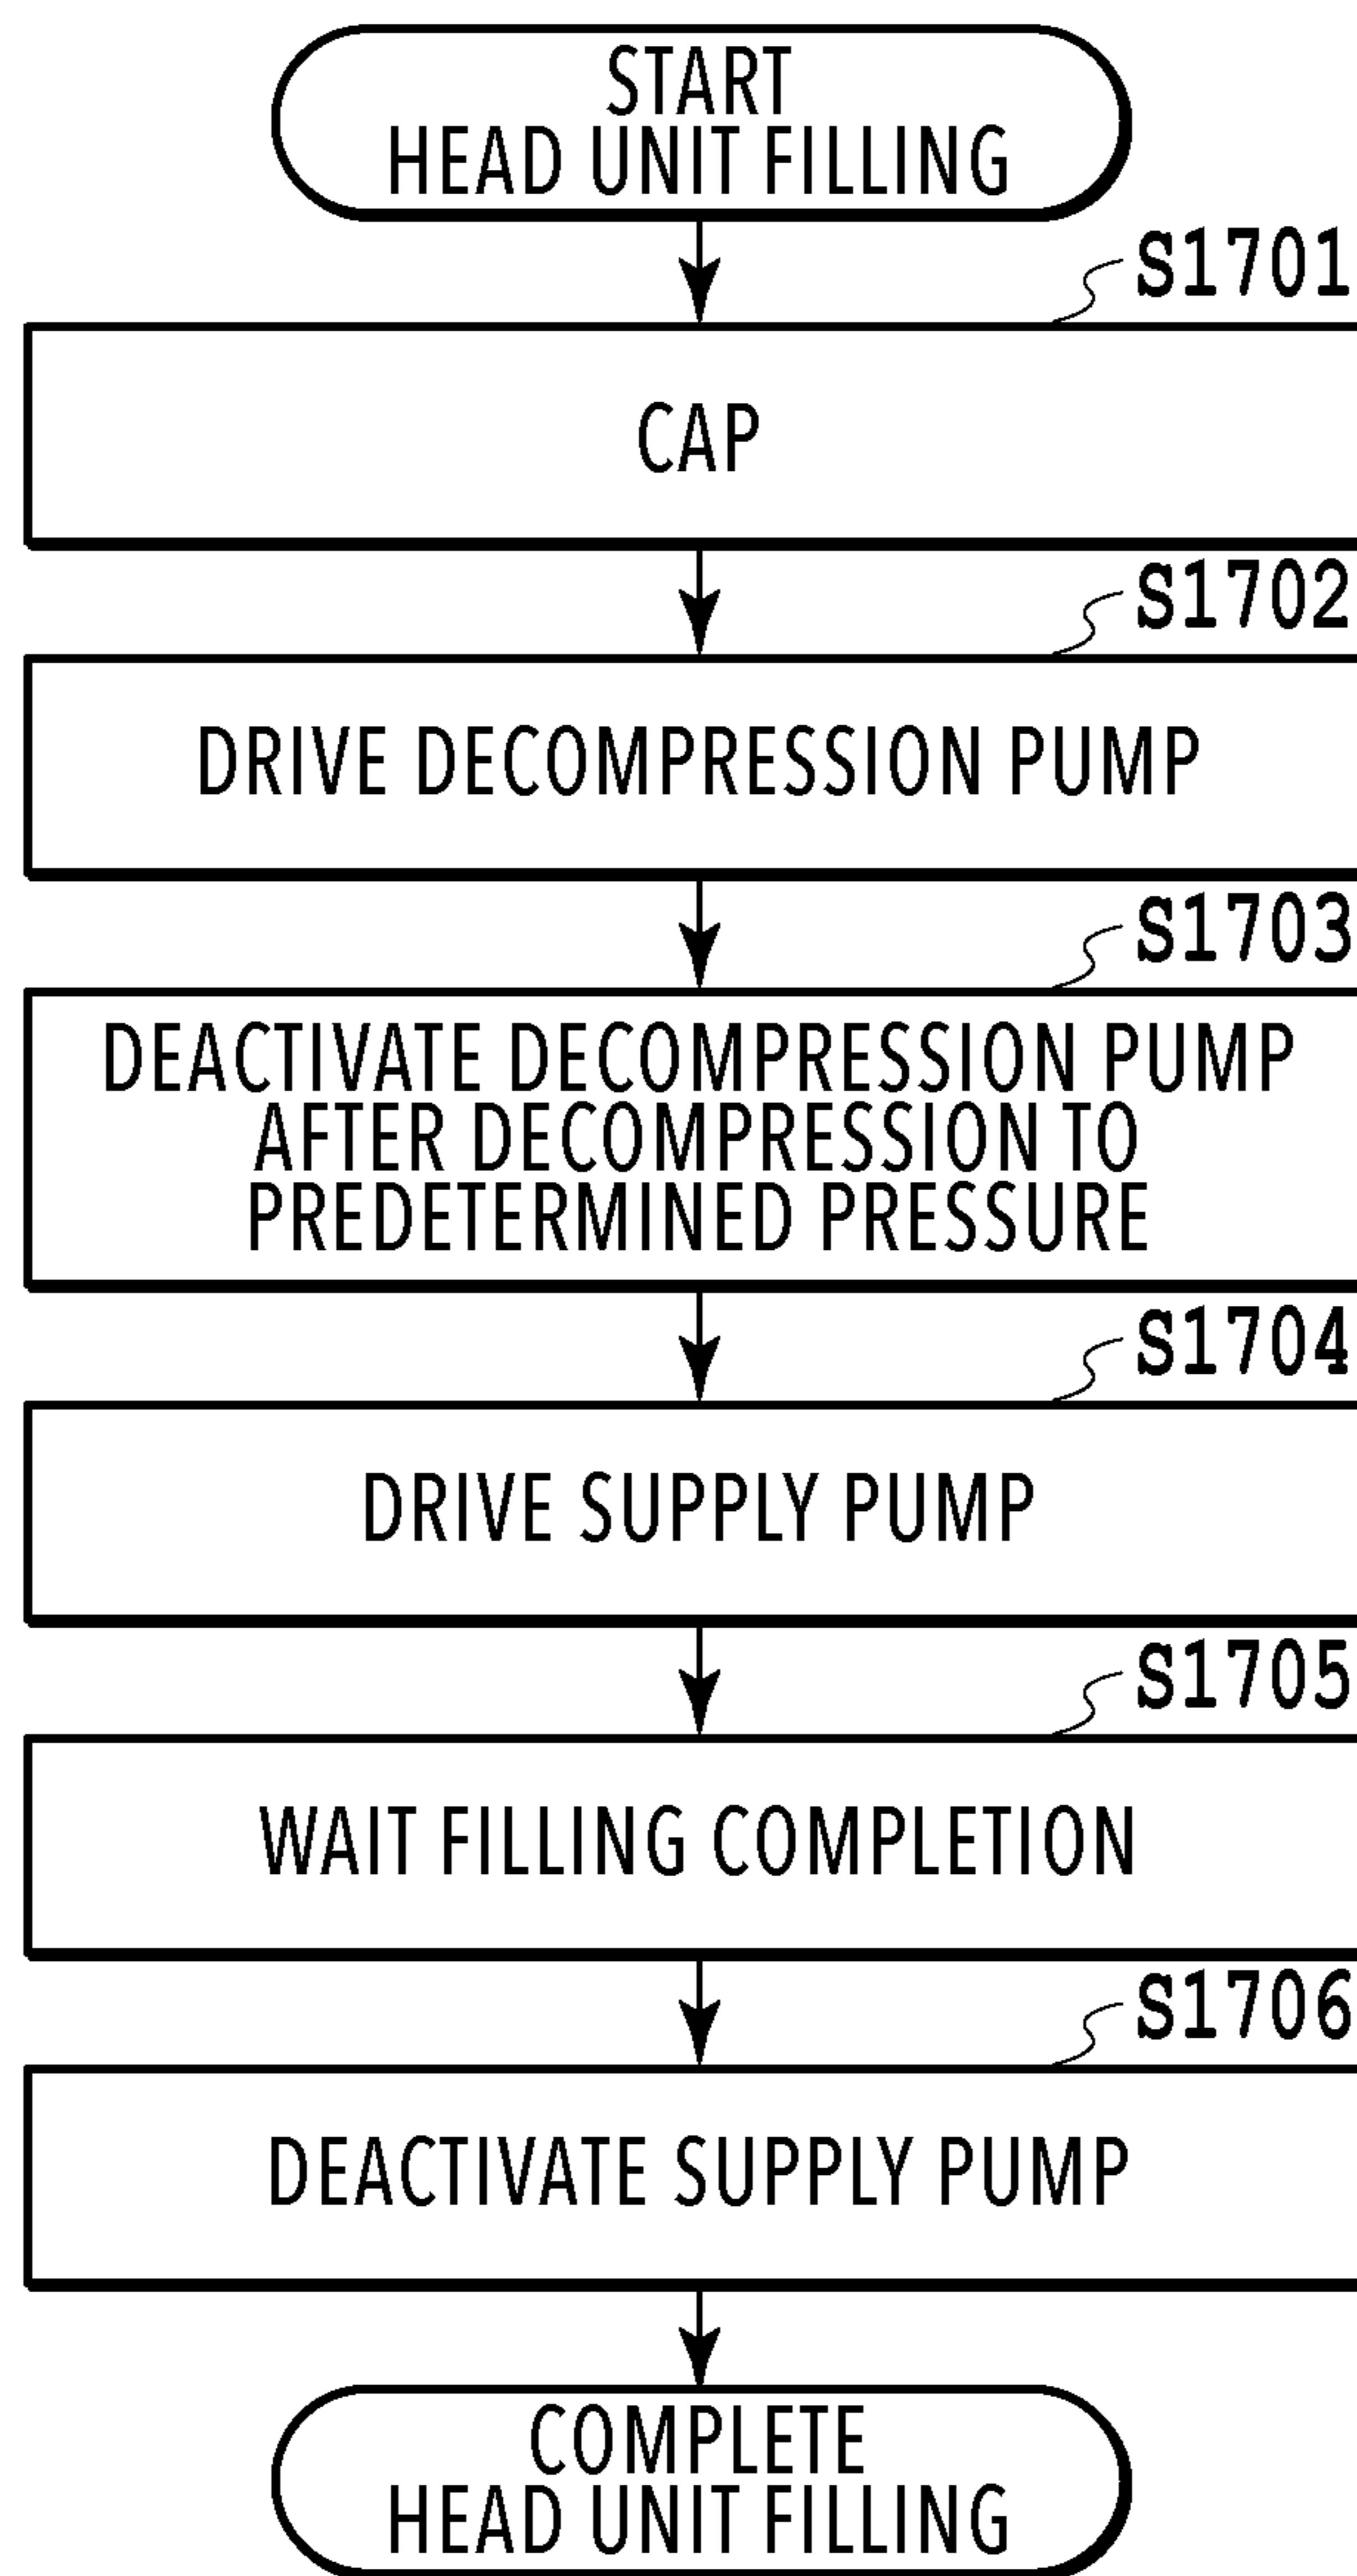 START
HEAD UNIT FILLING
S1701
CAP
S1702
DRIVE DECOMPRESSION PUMP
S1703
DEACTIVATE DECOMPRESSION PUMP
AFTER DECOMPRESSION TO
PREDETERMINED PRESSURE
S1704
DRIVE SUPPLY PUMP
S1705
WAIT FILLING COMPLETION
S1706
DEACTIVATE SUPPLY PUMP
COMPLETE
HEAD UNIT FILLING